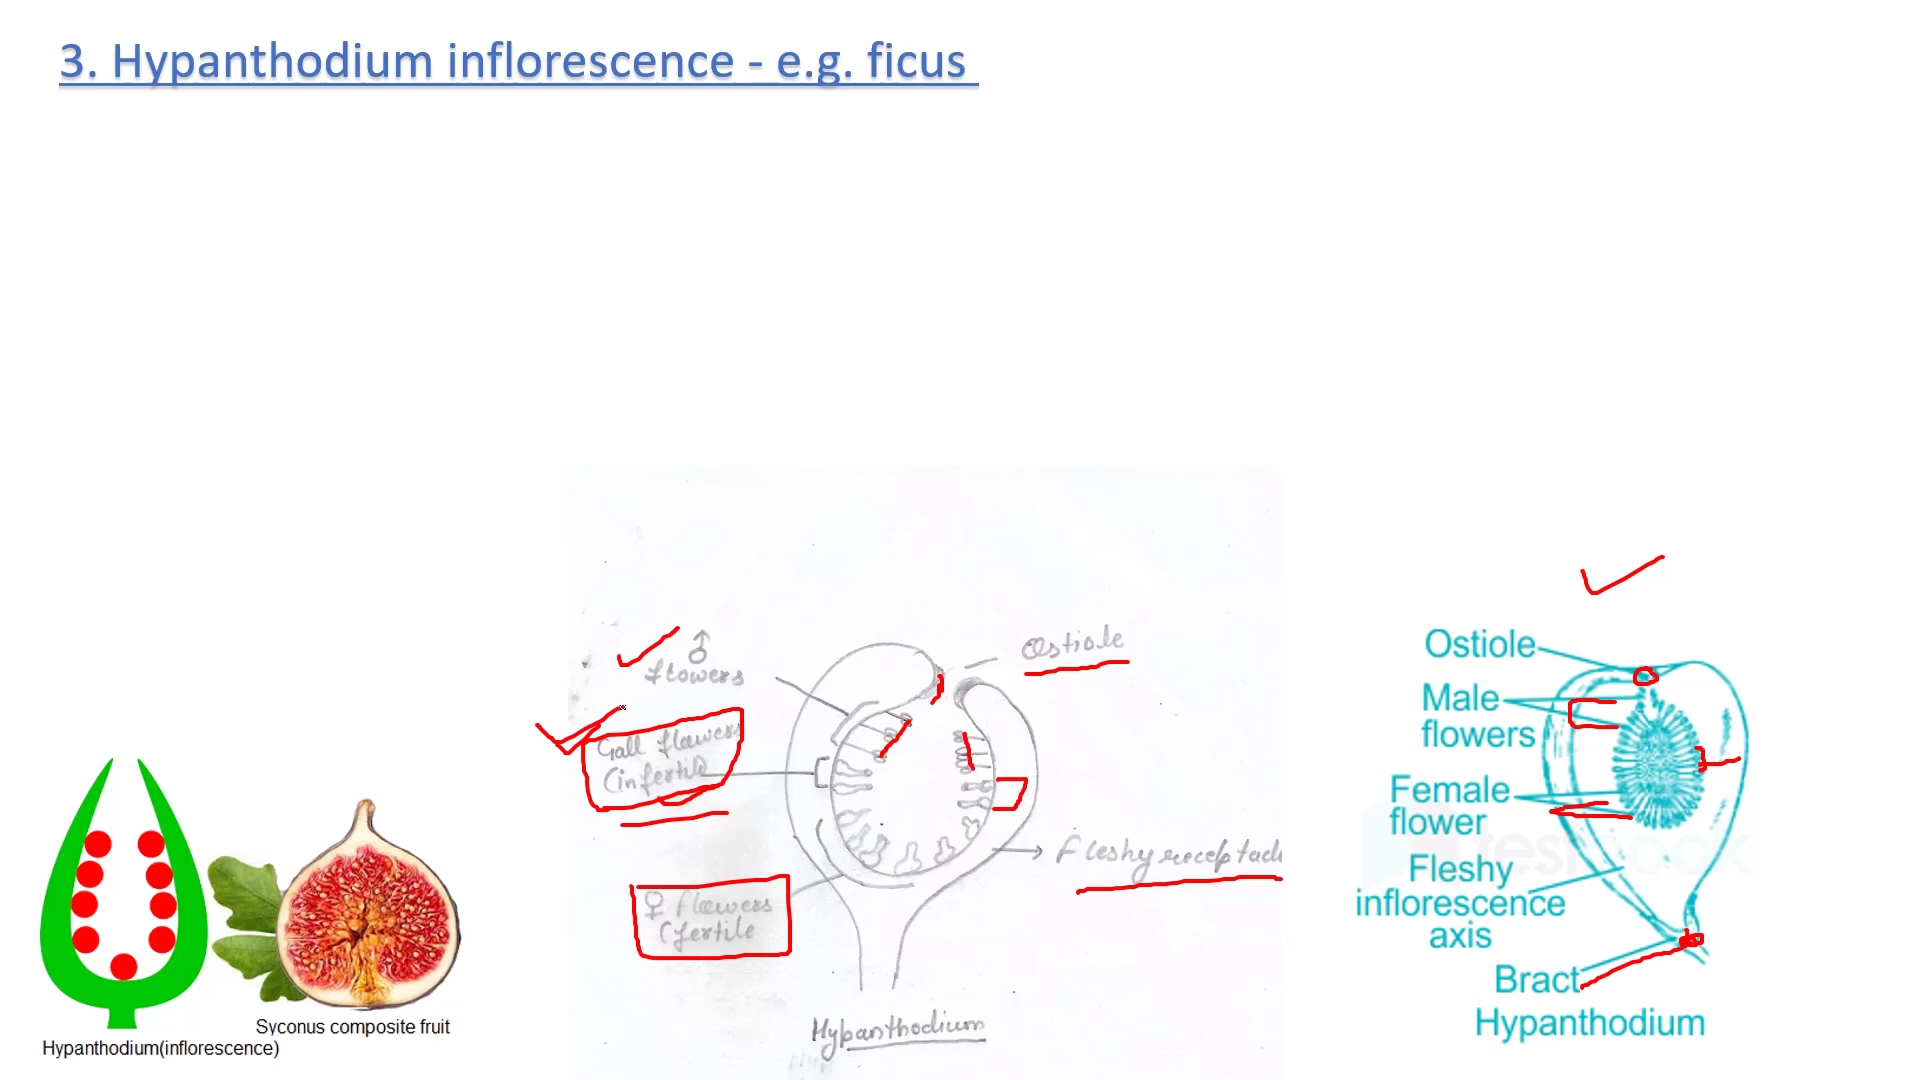 3. Hypanthodium inflorescence - e.g. ficus
♂
flowers
Ostiole
Gall flowers
(infertile
Fleshy receptacl
♀ flowers
(fertile
Hypanthodium
Ostiole
Male
flowers
Female
flower
Fleshy
inflorescence
axis
Bract
Hypanthodium
Syconus composite fruit
Hypanthodium(inflorescence)